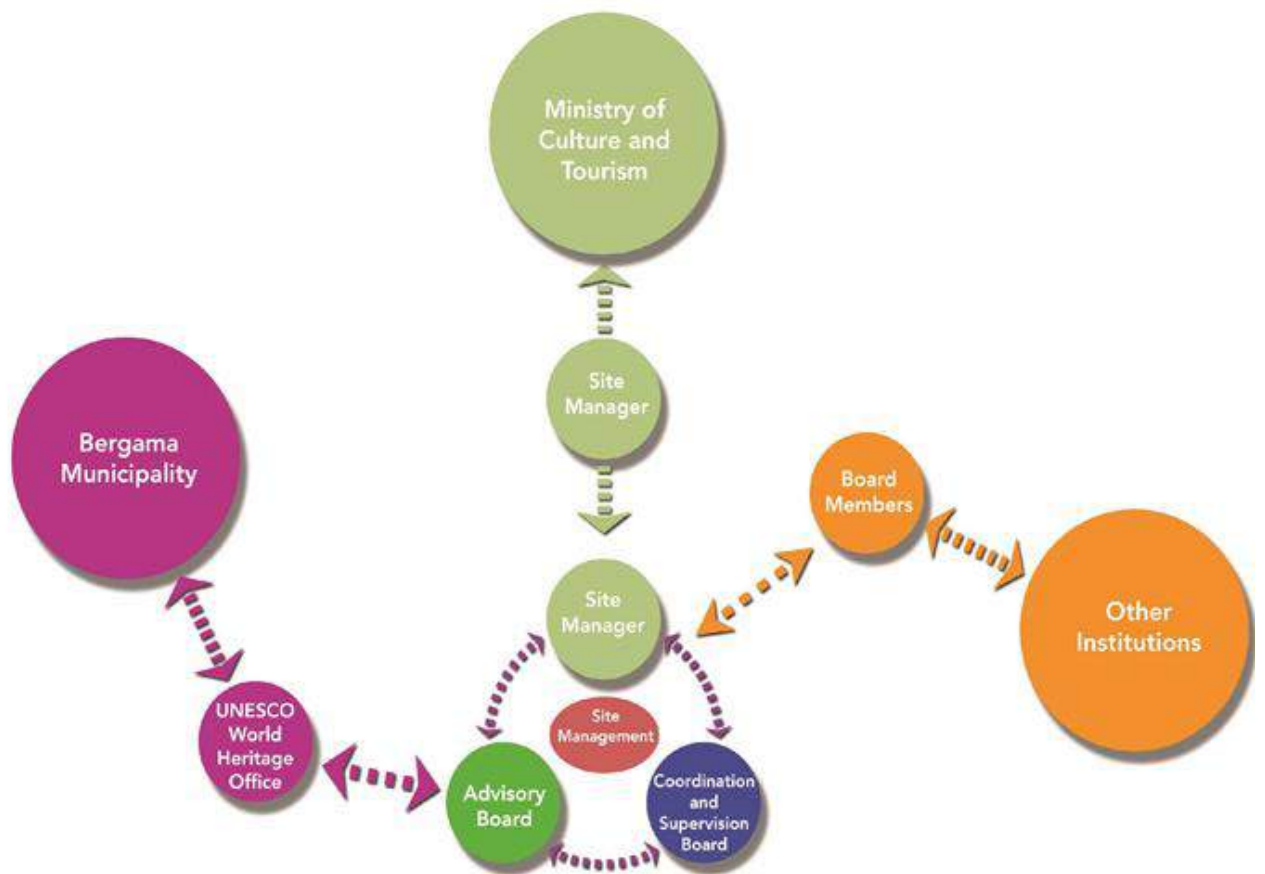 Ministry of
Culture and
Tourism
Site
Manager
Bergama
Municipality
Board
Members
Other
Institutions
Site
Manager
UNESCO
World
Heritage
Office
Site
Management
Advisory
Board
Coordination
and
Supervision
Board